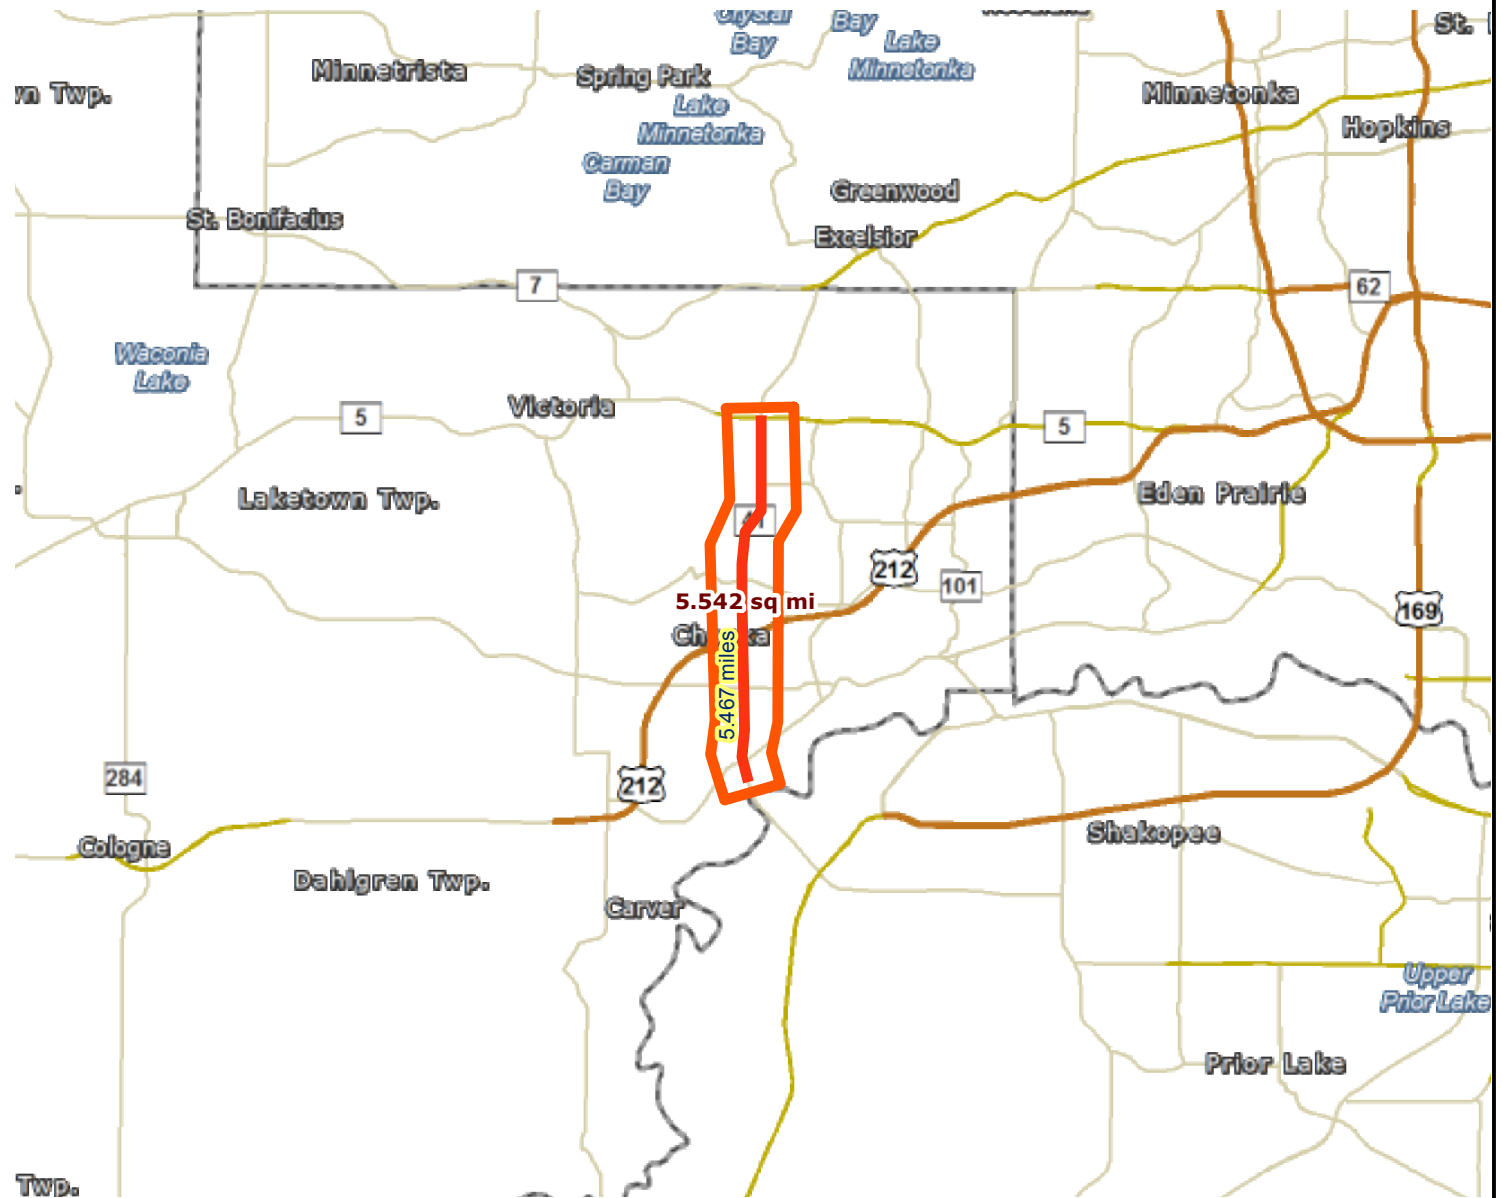 Crystal
Bay
Bay
Lake
Minnetonka
St.
Minnetrista
Spring Park
Lake
Minnetonka
Minnetonka
Twp.
Hopkins
Carman
Bay
Greenwood
St. Bonifacius
Excelsior
7
62
Waconia
Lake
Victoria
5
5
Laketown Twp.
Eden Prairie
41
212
101
5.542 sq mi
169
5.467 miles
284
212
Cologne
Shakopee
Dahlgren Twp.
Carver
Upper
Prior Lake
Prior Lake
Twp.